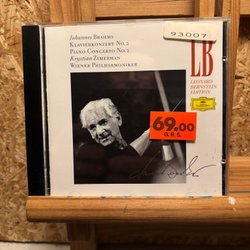 93007
Johannes BRAHMS
KLAVIERKONZERT NO. 2
PIANO CONCERTO NO. 2
Krystian Zimerman
WIENER PHILHARMONIKER
LB
LEONARD
BERNSTEIN
EDITION
69.00